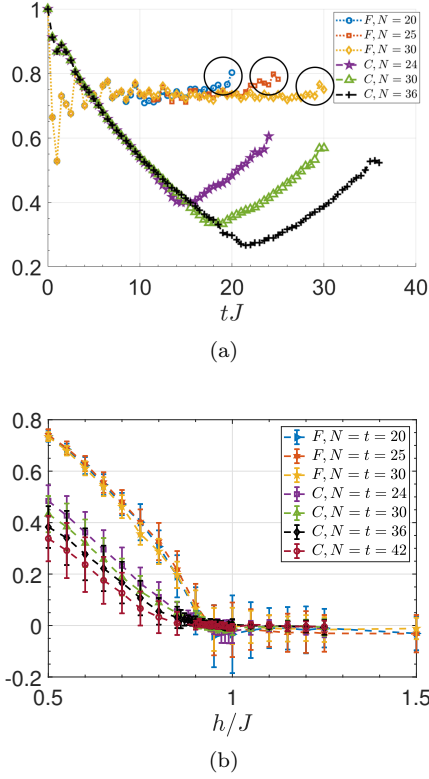 1
0.8
0.6
0.4
0.2
0
10
20
30
40
tJ
F, N = 20
F, N = 25
F, N = 30
C, N = 24
C, N = 30
C, N = 36
(a)
0.8
0.6
0.4
0.2
0
-0.2
0.5
1
1.5
h/J
F, N = t = 20
F, N = t = 25
F, N = t = 30
C, N = t = 24
C, N = t = 30
C, N = t = 36
C, N = t = 42
(b)